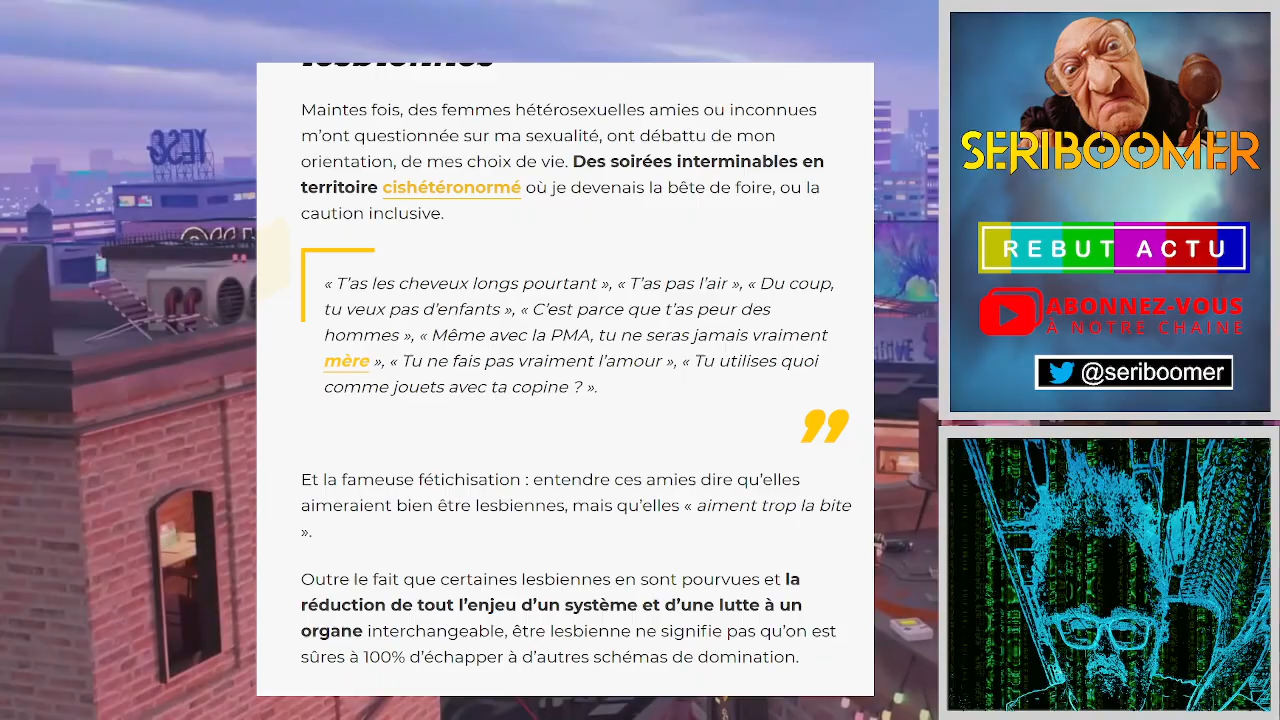 lesbiennes
Maintes fois, des femmes hétérosexuelles amies ou inconnues
m'ont questionnée sur ma sexualité, ont débattu de mon
orientation, de mes choix de vie. Des soirées interminables en
territoire cishétéronormé où je devenais la bête de foire, ou la
caution inclusive.
« T'as les cheveux longs pourtant », « T'as pas l'air », « Du coup,
tu veux pas d'enfants », « C'est parce que t'as peur des
hommes », « Même avec la PMA, tu ne seras jamais vraiment
mère », « Tu ne fais pas vraiment l'amour », « Tu utilises quoi
comme jouets avec ta copine ? ».
”
Et la fameuse fétichisation : entendre ces amies dire qu'elles
aimeraient bien être lesbiennes, mais qu'elles « aiment trop la bite
».
Outre le fait que certaines lesbiennes en sont pourvues et la
réduction de tout l'enjeu d'un système et d'une lutte à un
organe interchangeable, être lesbienne ne signifie pas qu'on est
sûres à 100% d'échapper à d'autres schémas de domination.
SERIBOOMER
REBUT ACTU
ABONNEZ-VOUS
À NOTRE CHAINE
@seriboomer